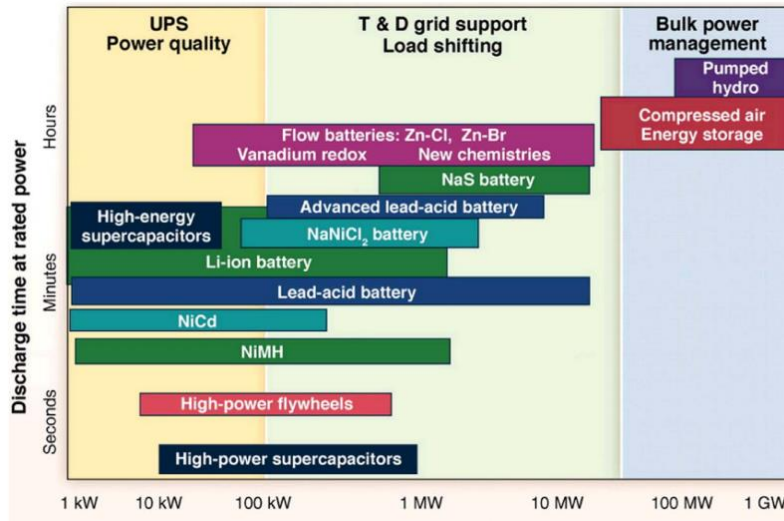 UPS
Power quality
T & D grid support
Load shifting
Bulk power
management
Pumped
hydro
Compressed air
Energy storage
Flow batteries: Zn-Cl, Zn-Br
Vanadium redox New chemistries
NaS battery
Advanced lead-acid battery
High-energy
supercapacitors
NaNiCl₂ battery
Li-ion battery
Lead-acid battery
NiCd
NiMH
High-power flywheels
High-power supercapacitors
Discharge time at rated power
Hours
Minutes
Seconds
1 kW 10 kW 100 kW 1 MW 10 MW 100 MW 1 GW